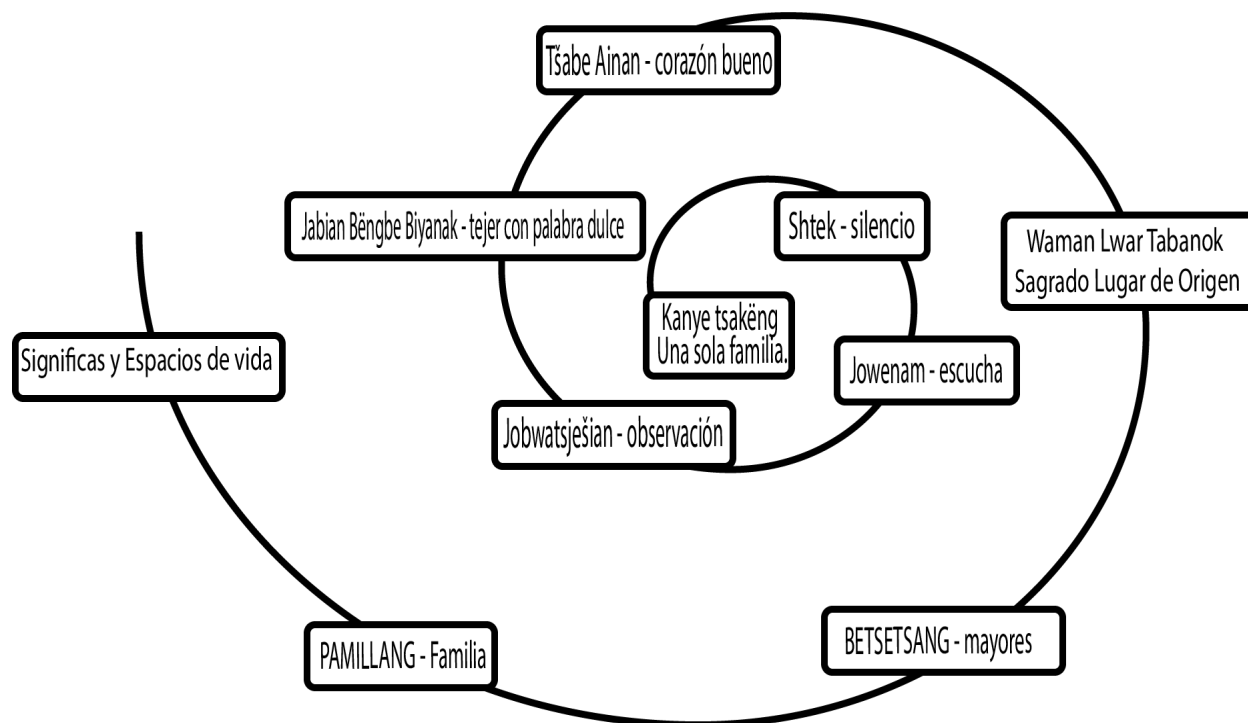 Tšabe Ainan - corazón bueno
Jabian Bëngbe Biyanak - tejer con palabra dulce
Shtek - silencio
Waman Lwar Tabanok
Sagrado Lugar de Origen
Kanye tsakëng
Una sola familia.
Significas y Espacios de vida
Jowenam - escucha
Jobwatsješian - observación
PAMILLANG - Familia
BETSETSANG - mayores